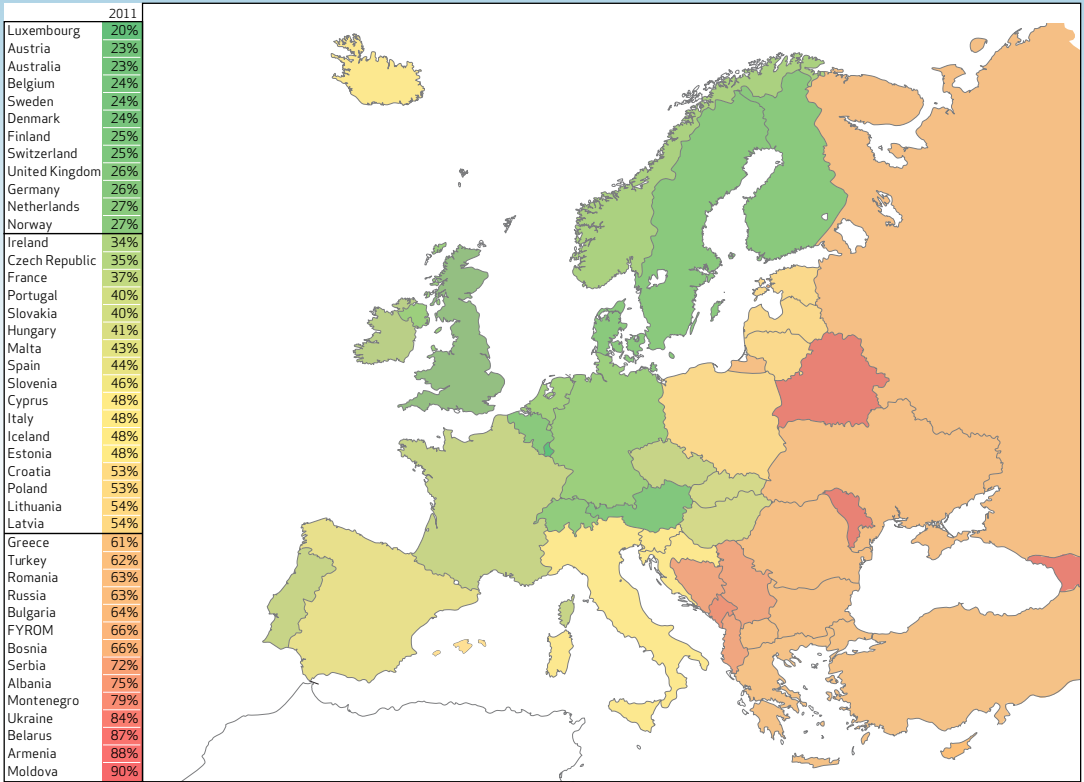 2011
Luxembourg 20%
Austria 23%
Australia 23%
Belgium 24%
Sweden 24%
Denmark 24%
Finland 25%
Switzerland 25%
United Kingdom 26%
Germany 26%
Netherlands 27%
Norway 27%
Ireland 34%
Czech Republic 35%
France 37%
Portugal 40%
Slovakia 40%
Hungary 41%
Malta 43%
Spain 44%
Slovenia 46%
Cyprus 48%
Italy 48%
Iceland 48%
Estonia 48%
Croatia 53%
Poland 53%
Lithuania 54%
Latvia 54%
Greece 61%
Turkey 62%
Romania 63%
Russia 63%
Bulgaria 64%
FYROM 66%
Bosnia 66%
Serbia 72%
Albania 75%
Montenegro 79%
Ukraine 84%
Belarus 87%
Armenia 88%
Moldova 90%